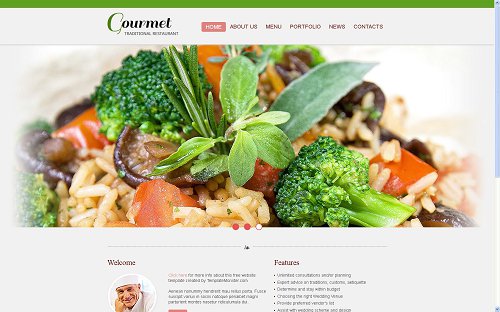 Gourmet
TRADITIONAL RESTAURANT
HOME ABOUT US MENU PORTFOLIO NEWS CONTACTS
Welcome
Click here for more info about this free website
template created by TemplateMonster.com
Aenean nonummy hendrerit mau rellus porta. Fusce
suscipit varius in sociis natoque penatibet magni
parturient montes nascetur ridiculmusda dui.
Features
Unlimited consultations and/or planning
Expert advice on traditions, customs, i etiquette
Determine and stay within budget
Choosing the right Wedding Venue
Provide preferred vendor's list
Assist with wedding scheme and design